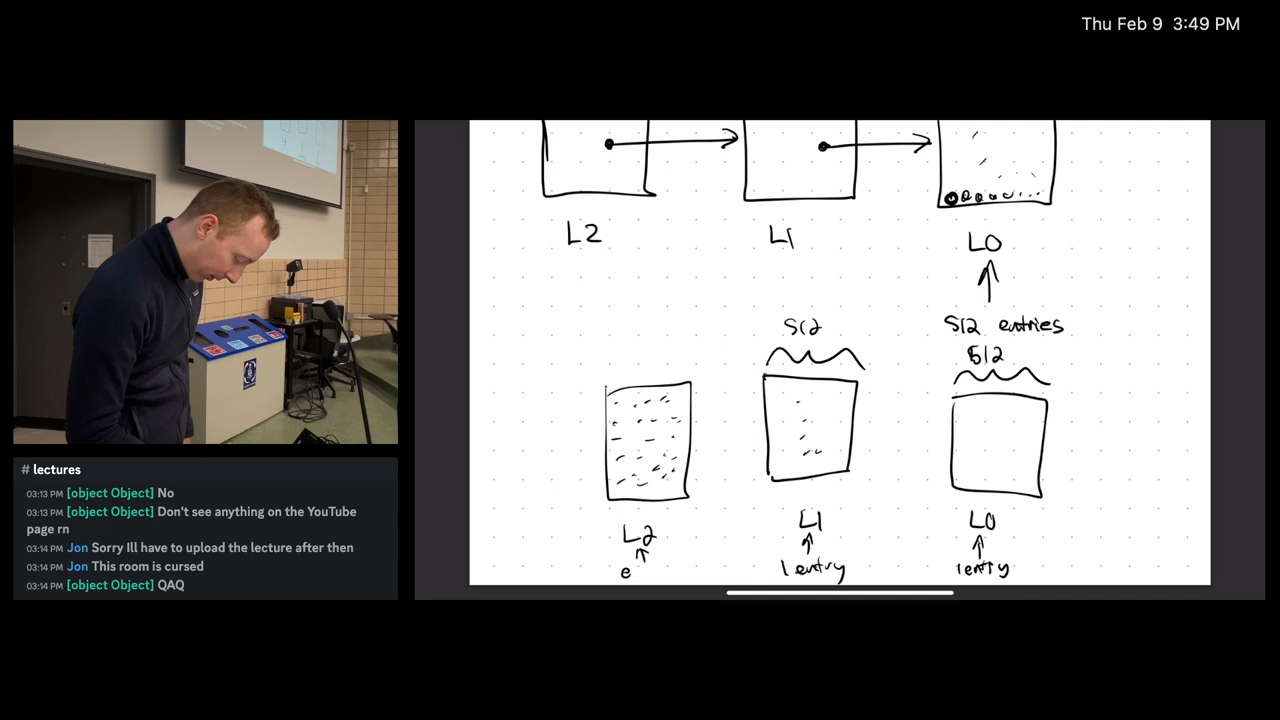 Thu Feb 9 3:49 PM
# lectures
03:13 PM [object Object] No
03:13 PM [object Object] Don't see anything on the YouTube
page rn
03:14 PM Jon Sorry Ill have to upload the lecture after then
03:14 PM Jon This room is cursed
03:14 PM [object Object] QAQ
L2 L1 L0
512 512 entries
512
L2 L1 L0
e 1 entry 1 entry